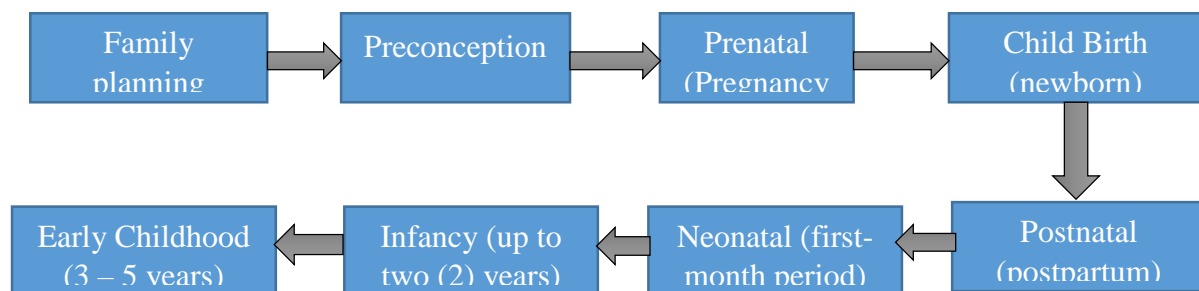 Family
planning
Preconception
Prenatal
(Pregnancy
Child Birth
(newborn)
Postnatal
(postpartum)
Neonatal (first-
month period)
Infancy (up to
two (2) years)
Early Childhood
(3 – 5 years)